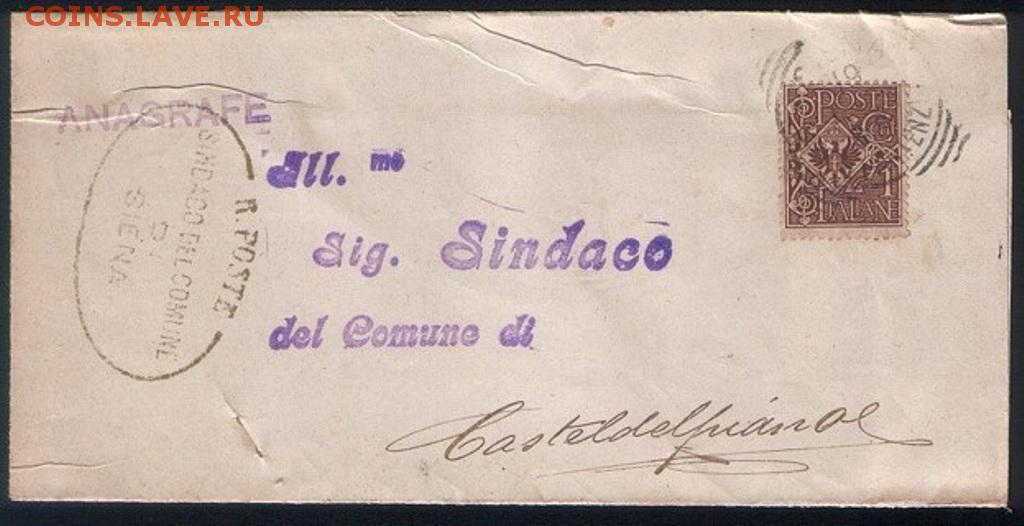 COINS.LAVE.RU
ANAGRAFE
R. POSTE
SINDACO DEL COMUNE
DI
SIENA
Ill. mo
Sig. Sindaco
del Comune di
Casteldelpiano
POSTE
ITALIANE
1